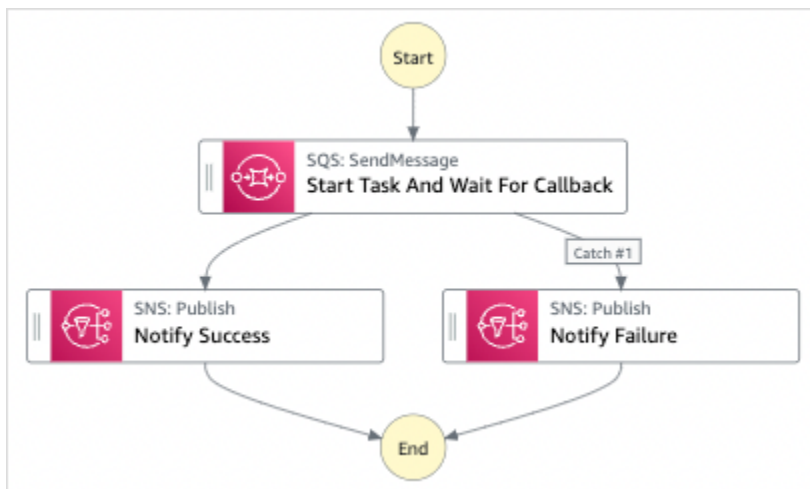 Start
SQS: SendMessage
Start Task And Wait For Callback
Catch #1
SNS: Publish
Notify Success
SNS: Publish
Notify Failure
End